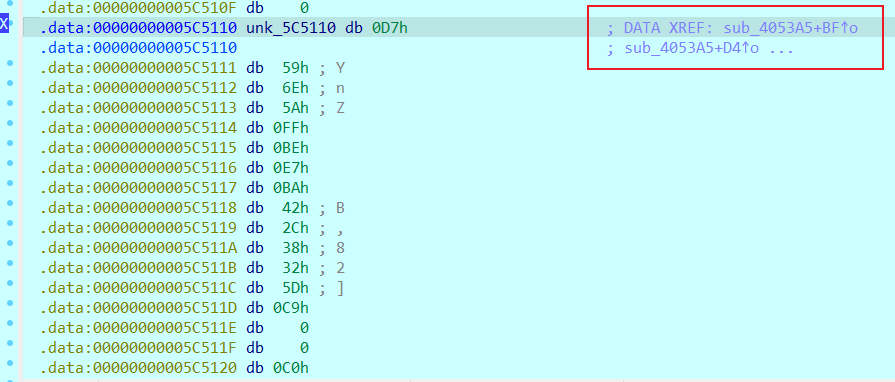 .data:00000000005C510F db    0
X .data:00000000005C5110 unk_5C5110 db 0D7h ; DATA XREF: sub_4053A5+BF↑o
.data:00000000005C5110 ; sub_4053A5+D4↑o ...
.data:00000000005C5111 db  59h ; Y
.data:00000000005C5112 db  6Eh ; n
.data:00000000005C5113 db  5Ah ; Z
.data:00000000005C5114 db 0FFh
.data:00000000005C5115 db 0BEh
.data:00000000005C5116 db 0E7h
.data:00000000005C5117 db 0BAh
.data:00000000005C5118 db  42h ; B
.data:00000000005C5119 db  2Ch ; ,
.data:00000000005C511A db  38h ; 8
.data:00000000005C511B db  32h ; 2
.data:00000000005C511C db  5Dh ; ]
.data:00000000005C511D db 0C9h
.data:00000000005C511E db    0
.data:00000000005C511F db    0
.data:00000000005C5120 db 0C0h